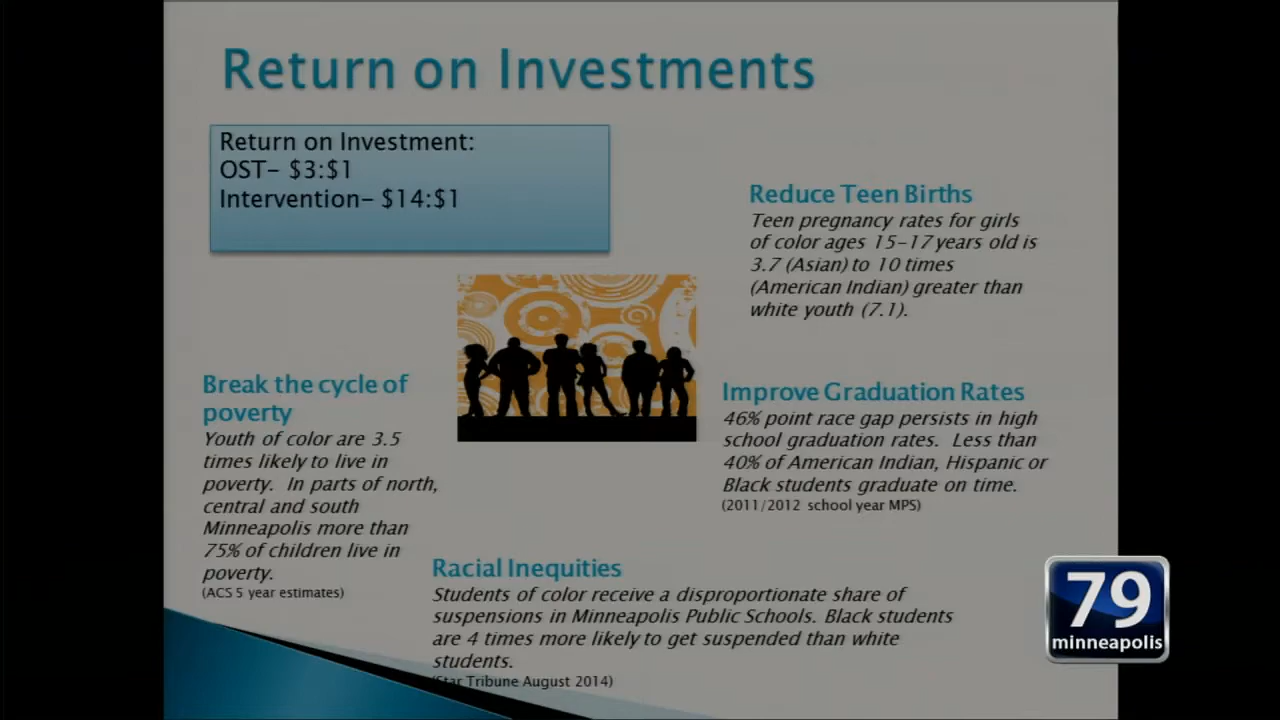 Return on Investments
Return on Investment:
OST- $3:$1
Intervention- $14:$1
Reduce Teen Births
Teen pregnancy rates for girls
of color ages 15-17 years old is
3.7 (Asian) to 10 times
(American Indian) greater than
white youth (7.1).
Break the cycle of
poverty
Youth of color are 3.5
times likely to live in
poverty. In parts of north,
central and south
Minneapolis more than
75% of children live in
poverty.
(ACS 5 year estimates)
Improve Graduation Rates
46% point race gap persists in high
school graduation rates. Less than
40% of American Indian, Hispanic or
Black students graduate on time.
(2011/2012 school year MPS)
Racial Inequities
Students of color receive a disproportionate share of
suspensions in Minneapolis Public Schools. Black students
are 4 times more likely to get suspended than white
students.
(Star Tribune August 2014)
79
minneapolis